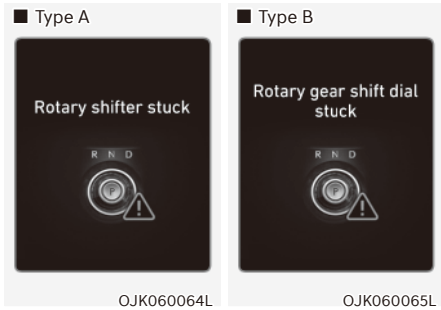 ■ Type A
Rotary shifter stuck
R N D
P
OJK060064L
■ Type B
Rotary gear shift dial
stuck
R N D
P
OJK060065L